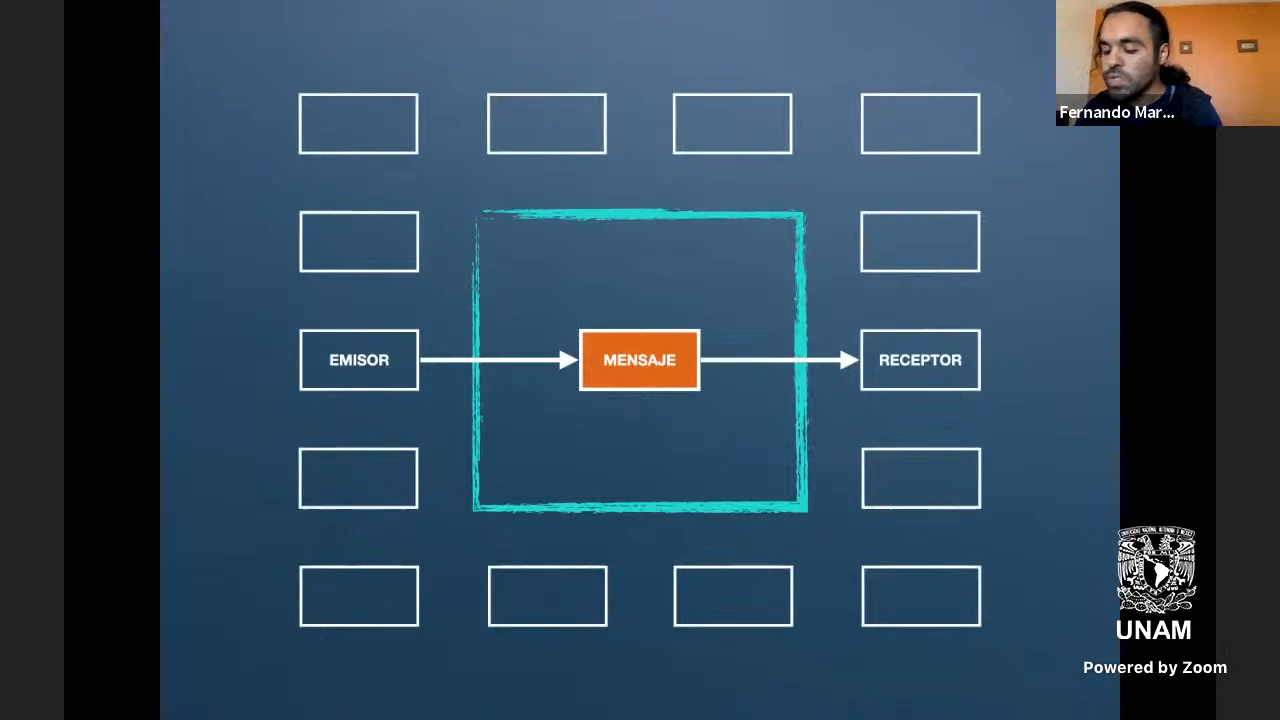 Fernando Mar...
EMISOR
MENSAJE
RECEPTOR
UNAM
Powered by Zoom